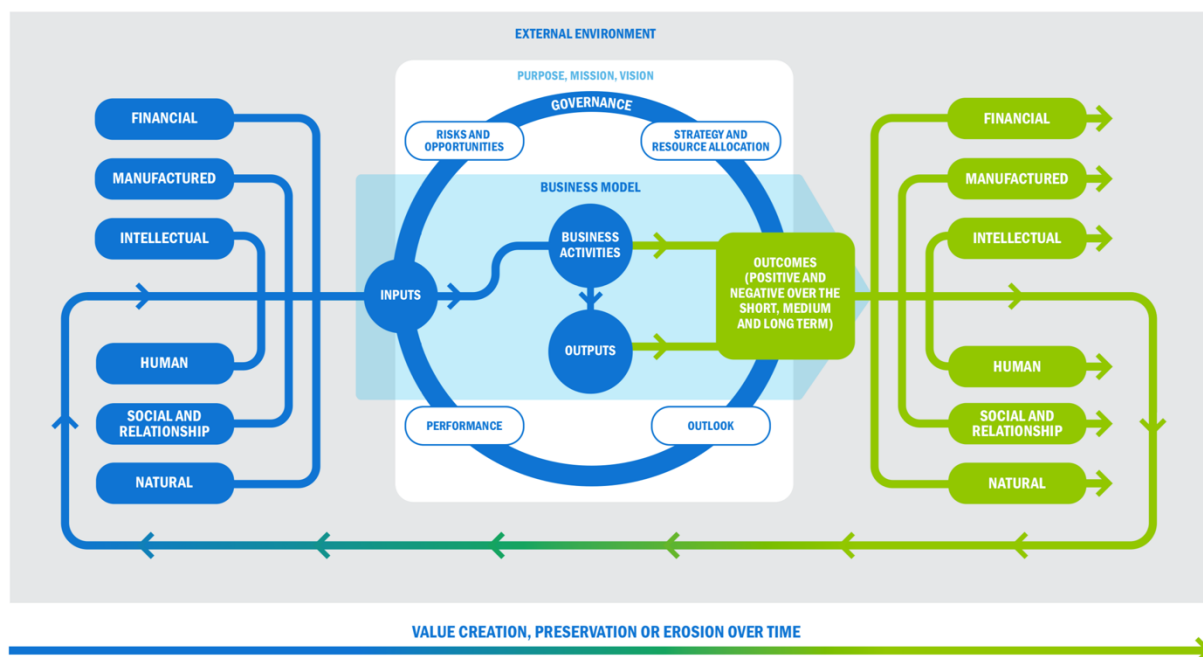 EXTERNAL ENVIRONMENT
PURPOSE, MISSION, VISION
GOVERNANCE
RISKS AND
OPPORTUNITIES
STRATEGY AND
RESOURCE ALLOCATION
FINANCIAL
MANUFACTURED
INTELLECTUAL
HUMAN
SOCIAL AND
RELATIONSHIP
NATURAL
BUSINESS MODEL
INPUTS
BUSINESS
ACTIVITIES
OUTPUTS
OUTCOMES
(POSITIVE AND
NEGATIVE OVER THE
SHORT, MEDIUM
AND LONG TERM)
PERFORMANCE
OUTLOOK
FINANCIAL
MANUFACTURED
INTELLECTUAL
HUMAN
SOCIAL AND
RELATIONSHIP
NATURAL
VALUE CREATION, PRESERVATION OR EROSION OVER TIME